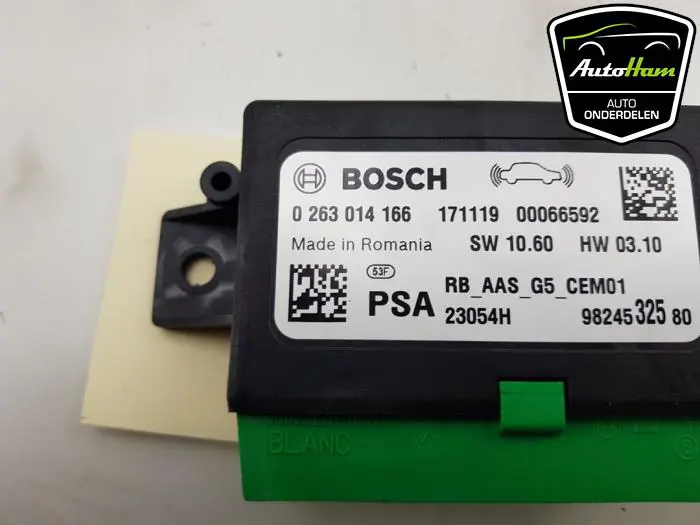 AutoHam
AUTO
ONDERDELEN
BOSCH
0 263 014 166 171119 00066592
Made in Romania SW 10.60 HW 03.10
53F
RB_AAS_G5_CEM01
PSA 23054H 98245 325 80
BLANC